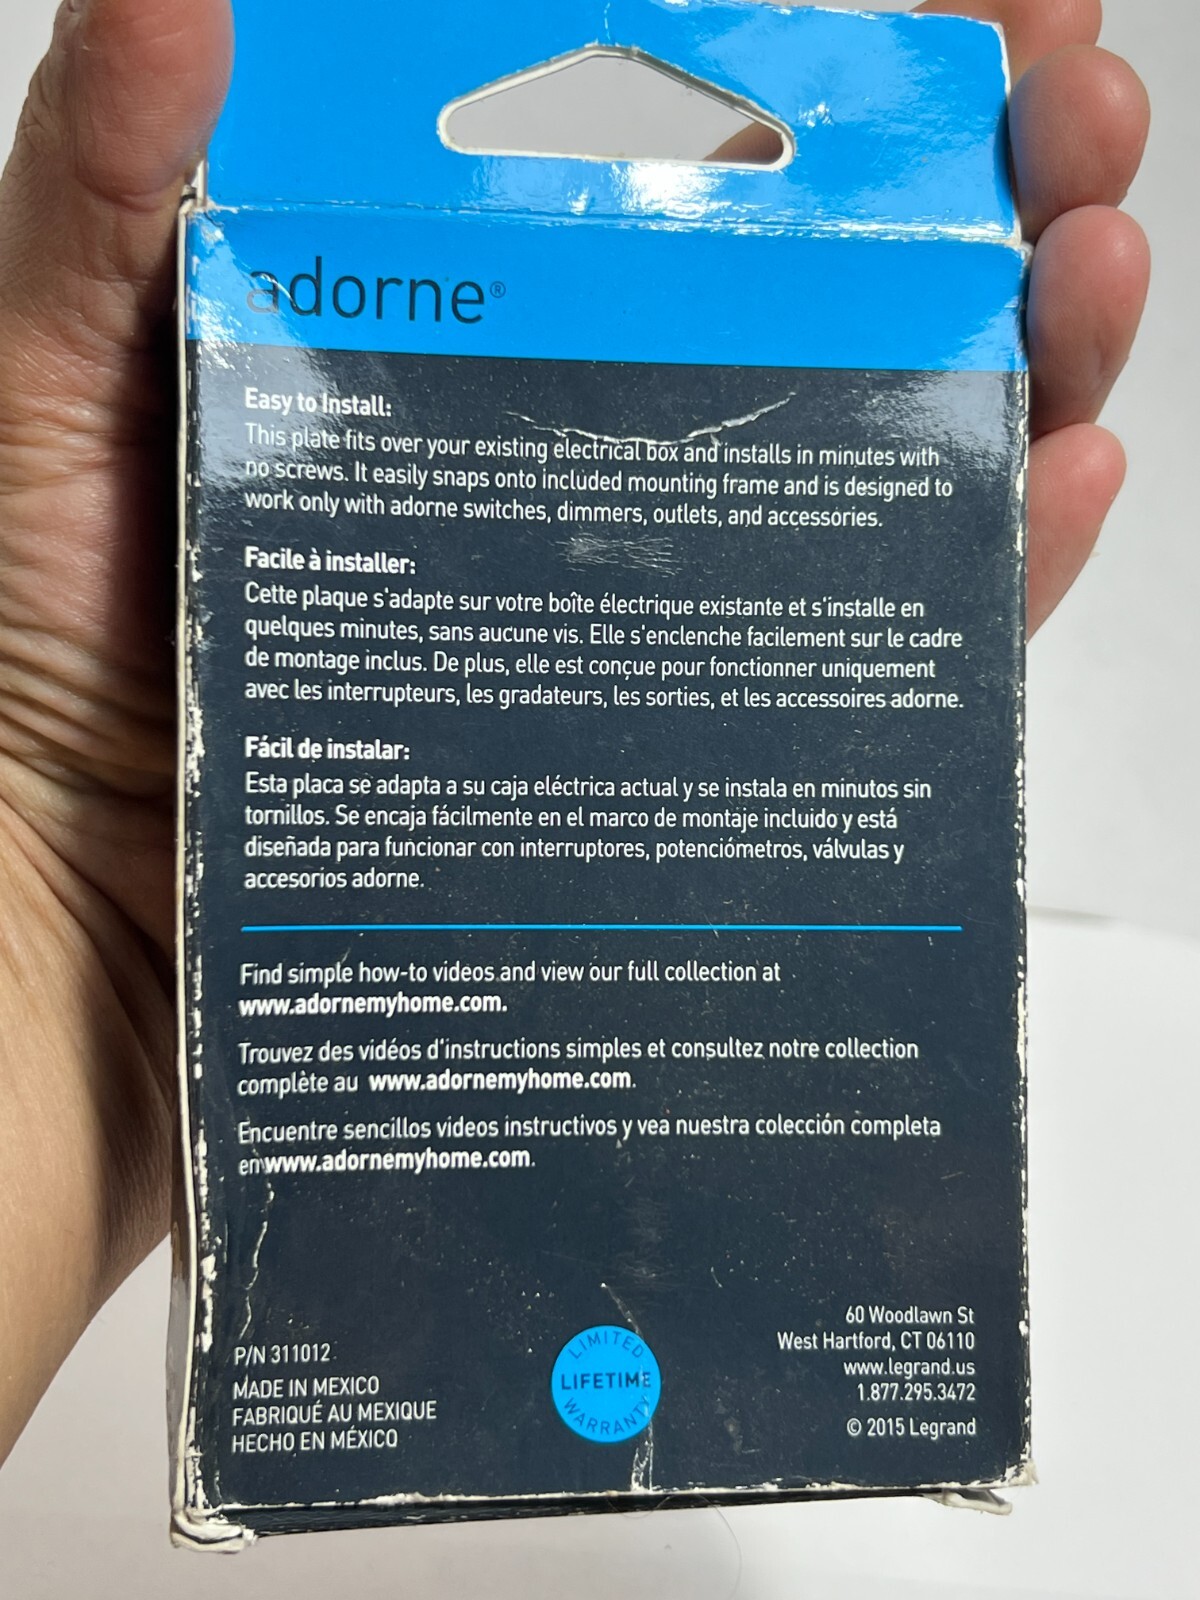 adorne®
Easy to Install:
This plate fits over your existing electrical box and installs in minutes with
no screws. It easily snaps onto included mounting frame and is designed to
work only with adorne switches, dimmers, outlets, and accessories.
Facile à installer:
Cette plaque s'adapte sur votre boîte électrique existante et s'installe en
quelques minutes, sans aucune vis. Elle s'enclenche facilement sur le cadre
de montage inclus. De plus, elle est conçue pour fonctionner uniquement
avec les interrupteurs, les gradateurs, les sorties, et les accessoires adorne.
Fácil de instalar:
Esta placa se adapta a su caja eléctrica actual y se instala en minutos sin
tornillos. Se encaja fácilmente en el marco de montaje incluido y está
diseñada para funcionar con interruptores, potenciómetros, válvulas y
accesorios adorne.
Find simple how-to videos and view our full collection at
www.adornemyhome.com.
Trouvez des vidéos d'instructions simples et consultez notre collection
complète au www.adornemyhome.com.
Encuentre sencillos videos instructivos y vea nuestra colección completa
en www.adornemyhome.com.
P/N 311012
MADE IN MEXICO
FABRIQUÉ AU MEXIQUE
HECHO EN MÉXICO
LIMITED
LIFETIME
WARRANTY
60 Woodlawn St
West Hartford, CT 06110
www.legrand.us
1.877.295.3472
© 2015 Legrand